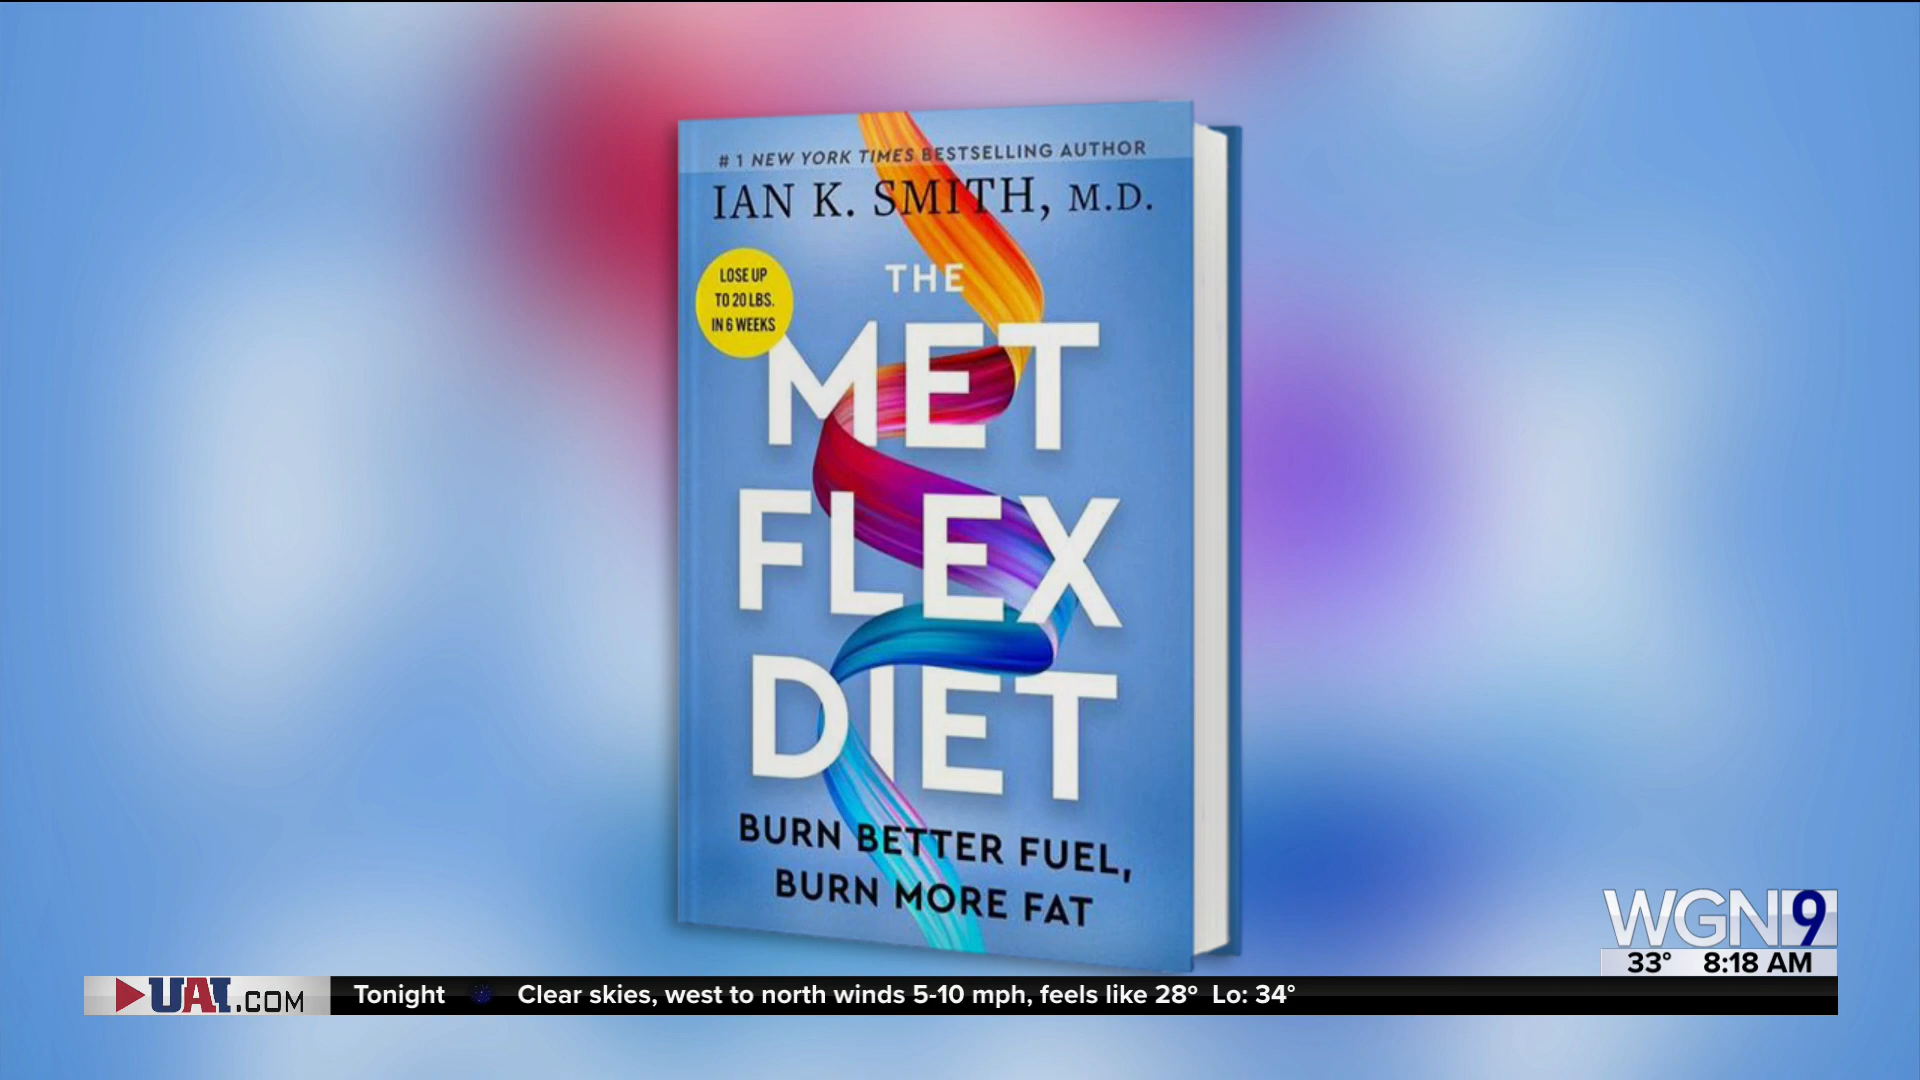 # 1 NEW YORK TIMES BESTSELLING AUTHOR
IAN K. SMITH, M.D.
LOSE UP
TO 20 LBS.
IN 6 WEEKS
THE
MET
FLEX
DIET
BURN BETTER FUEL,
BURN MORE FAT
WGN9
33° 8:18 AM
UAI.COM
Tonight Clear skies, west to north winds 5-10 mph, feels like 28° Lo: 34°